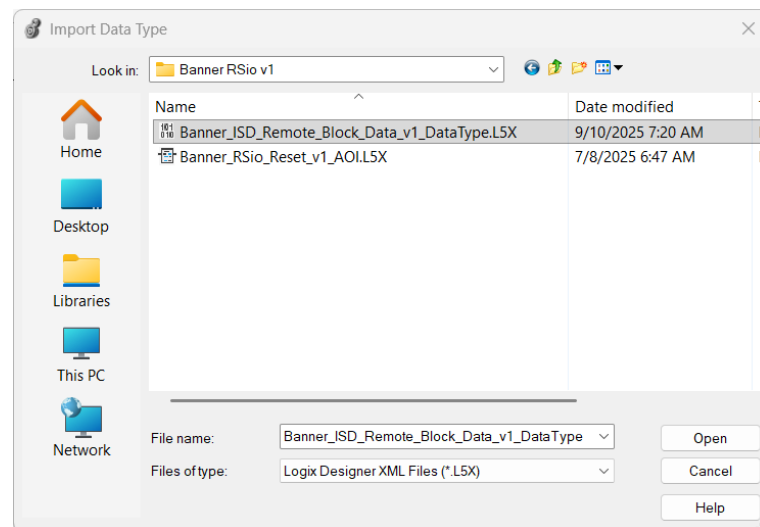 Import Data Type
Look in: Banner RSio v1
Name Date modified
Banner_ISD_Remote_Block_Data_v1_DataType.L5X 9/10/2025 7:20 AM
Banner_RSio_Reset_v1_AOI.L5X 7/8/2025 6:47 AM
Home
Desktop
Libraries
This PC
Network
File name: Banner_ISD_Remote_Block_Data_v1_DataType Open
Files of type: Logix Designer XML Files (*.L5X) Cancel
Help